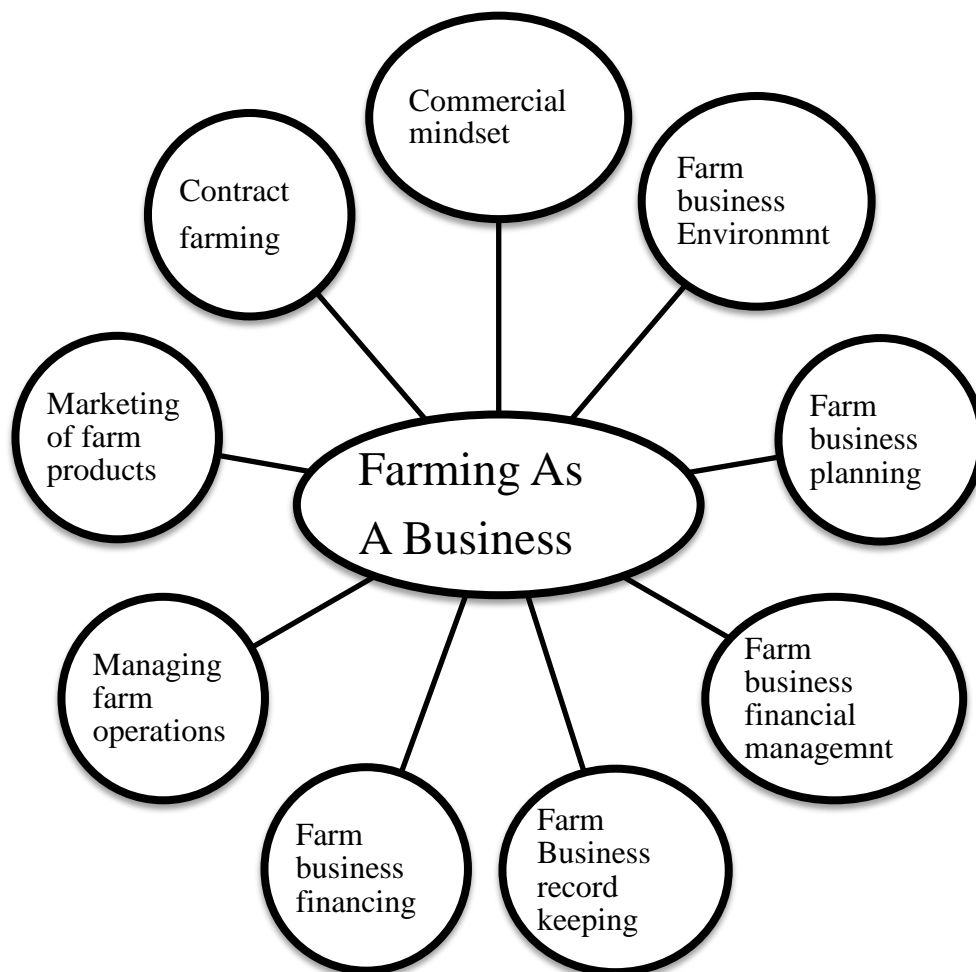 Commercial
mindset
Farm
business
Environmnt
Farm
business
planning
Farm
business
financial
managemnt
Farm
Business
record
keeping
Farm
business
financing
Managing
farm
operations
Marketing
of farm
products
Contract
farming
Farming As
A Business